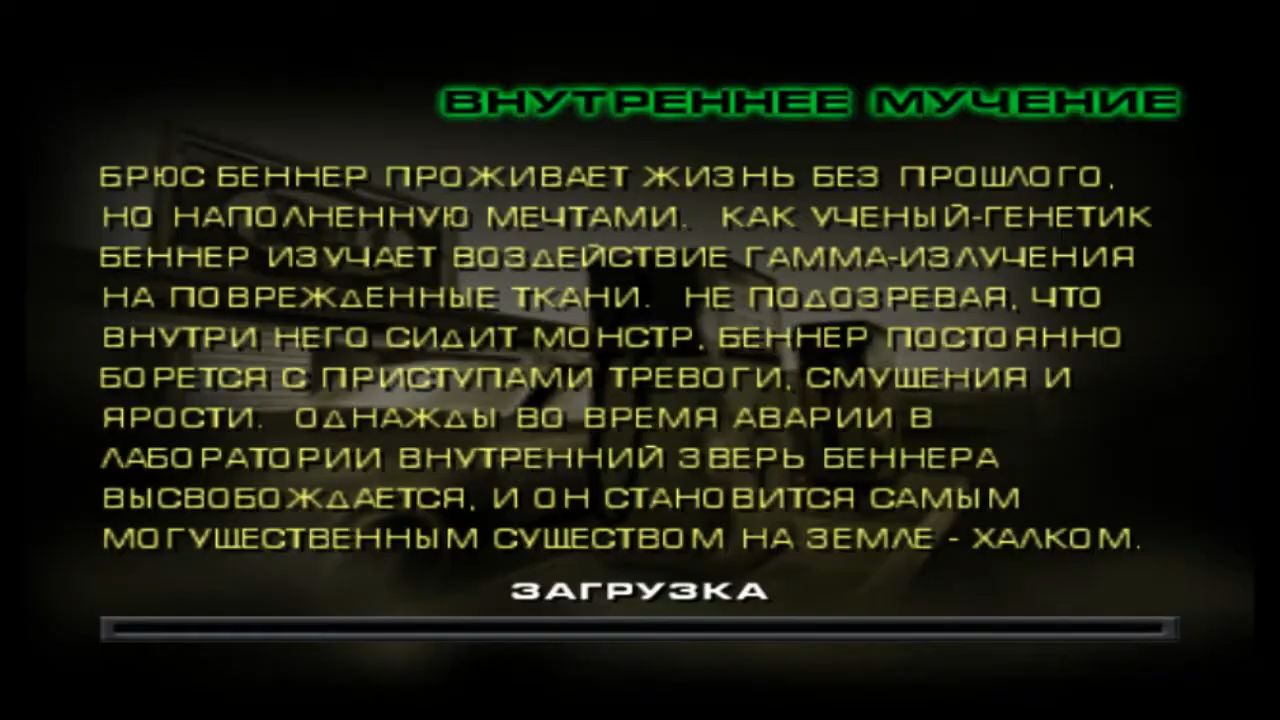 ВНУТРЕННЕЕ МУЧЕНИЕ
БРЮС БЕННЕР ПРОЖИВАЕТ ЖИЗНЬ БЕЗ ПРОШЛОГО,
НО НАПОЛНЕННУЮ МЕЧТАМИ. КАК УЧЕНЫЙ-ГЕНЕТИК
БЕННЕР ИЗУЧАЕТ ВОЗДЕЙСТВИЕ ГАММА-ИЗЛУЧЕНИЯ
НА ПОВРЕЖДЕННЫЕ ТКАНИ. НЕ ПОДОЗРЕВАЯ, ЧТО
ВНУТРИ НЕГО СИДИТ МОНСТР, БЕННЕР ПОСТОЯННО
БОРЕТСЯ С ПРИСТУПАМИ ТРЕВОГИ, СМУЩЕНИЯ И
ЯРОСТИ. ОДНАЖДЫ ВО ВРЕМЯ АВАРИИ В
ЛАБОРАТОРИИ ВНУТРЕННИЙ ЗВЕРЬ БЕННЕРА
ВЫСВОБОЖДАЕТСЯ, И ОН СТАНОВИТСЯ САМЫМ
МОГУЩЕСТВЕННЫМ СУЩЕСТВОМ НА ЗЕМЛЕ - ХАЛКОМ.
ЗАГРУЗКА